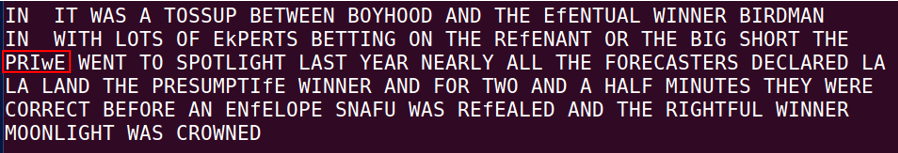 IN  IT WAS A TOSSUP BETWEEN BOYHOOD AND THE EfENTUAL WINNER BIRDMAN
IN  WITH LOTS OF EkPERTS BETTING ON THE REfENANT OR THE BIG SHORT THE
PRIwE WENT TO SPOTLIGHT LAST YEAR NEARLY ALL THE FORECASTERS DECLARED LA
LA LAND THE PRESUMPTIfE WINNER AND FOR TWO AND A HALF MINUTES THEY WERE
CORRECT BEFORE AN ENfELOPE SNAFU WAS REfEALED AND THE RIGHTFUL WINNER
MOONLIGHT WAS CROWNED